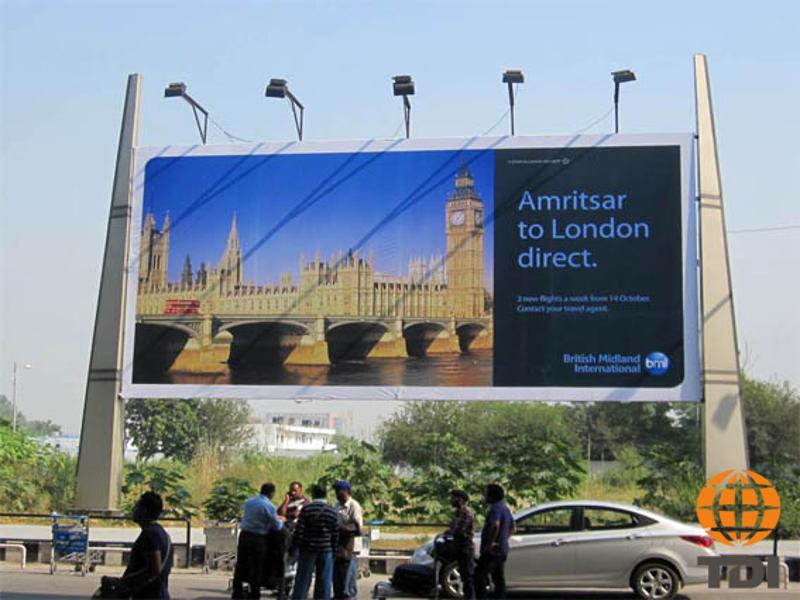 Amritsar
to London
direct.
3 new flights a week from 14 October.
Contact your travel agent.
British Midland
International
bmi
TDI